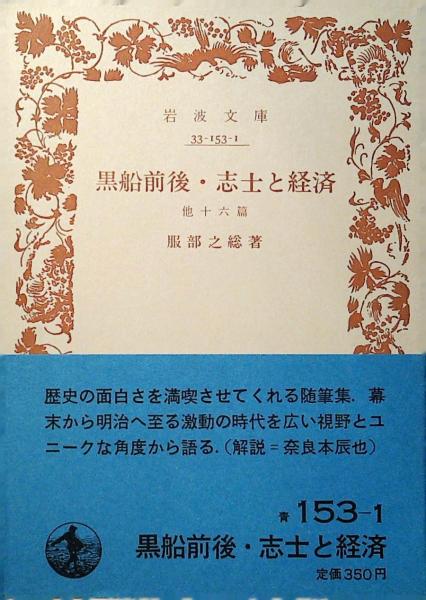 岩波文庫
33-153-1
黒船前後・志士と経済
他十六篇
服部之総著
歴史の面白さを満喫させてくれる随筆集．幕
末から明治へ至る激動の時代を広い視野とユ
ニークな角度から語る．（解説＝奈良本辰也）
青 153-1
黒船前後・志士と経済
定価350円